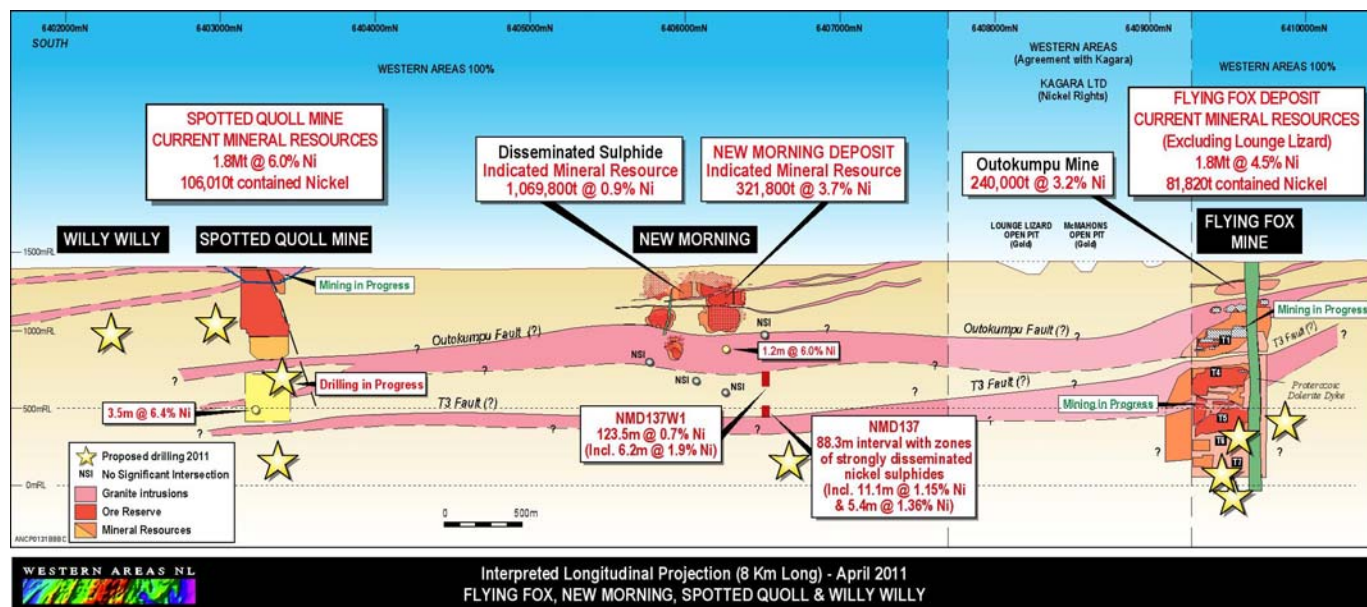 6402000mN
6403000mN
6404000mN
6405000mN
6406000mN
6407000mN
6408000mN
6409000mN
6410000mN
SOUTH
WESTERN AREAS 100%
WESTERN AREAS
(Agreement with Kagara)
KAGARA LTD
(Nickel Rights)
WESTERN AREAS 100%
SPOTTED QUOLL MINE
CURRENT MINERAL RESOURCES
1.8Mt @ 6.0% Ni
106,010t contained Nickel
Disseminated Sulphide
Indicated Mineral Resource
1,069,800t @ 0.9% Ni
NEW MORNING DEPOSIT
Indicated Mineral Resource
321,800t @ 3.7% Ni
Outokumpu Mine
240,000t @ 3.2% Ni
FLYING FOX DEPOSIT
CURRENT MINERAL RESOURCES
(Excluding Lounge Lizard)
1.8Mt @ 4.5% Ni
81,820t contained Nickel
WILLY WILLY
SPOTTED QUOLL MINE
NEW MORNING
LOUNGE LIZARD
OPEN PIT
(Gold)
McMAHONS
OPEN PIT
(Gold)
FLYING FOX
MINE
1500mRL
1000mRL
500mRL
0mRL
Mining in Progress
Outokumpu Fault (?)
NSI
?
Outokumpu Fault (?)
Mining in Progress
T1
T3 Fault (?)
1.2m @ 6.0% Ni
NSI
NSI
NSI
Drilling in Progress
3.5m @ 6.4% Ni
T3 Fault (?)
T3 Fault (?)
T4
Proterozoic
Dolerite Dyke
Mining in Progress
T5
T6
T7
NMD137W1
123.5m @ 0.7% Ni
(Incl. 6.2m @ 1.9% Ni)
NMD137
88.3m interval with zones
of strongly disseminated
nickel sulphides
(Incl. 11.1m @ 1.15% Ni
& 5.4m @ 1.36% Ni)
Proposed drilling 2011
NSI No Significant Intersection
Granite intrusions
Ore Reserve
Mineral Resources
0 500m
WESTERN AREAS NL
Interpreted Longitudinal Projection (8 Km Long) - April 2011
FLYING FOX, NEW MORNING, SPOTTED QUOLL & WILLY WILLY